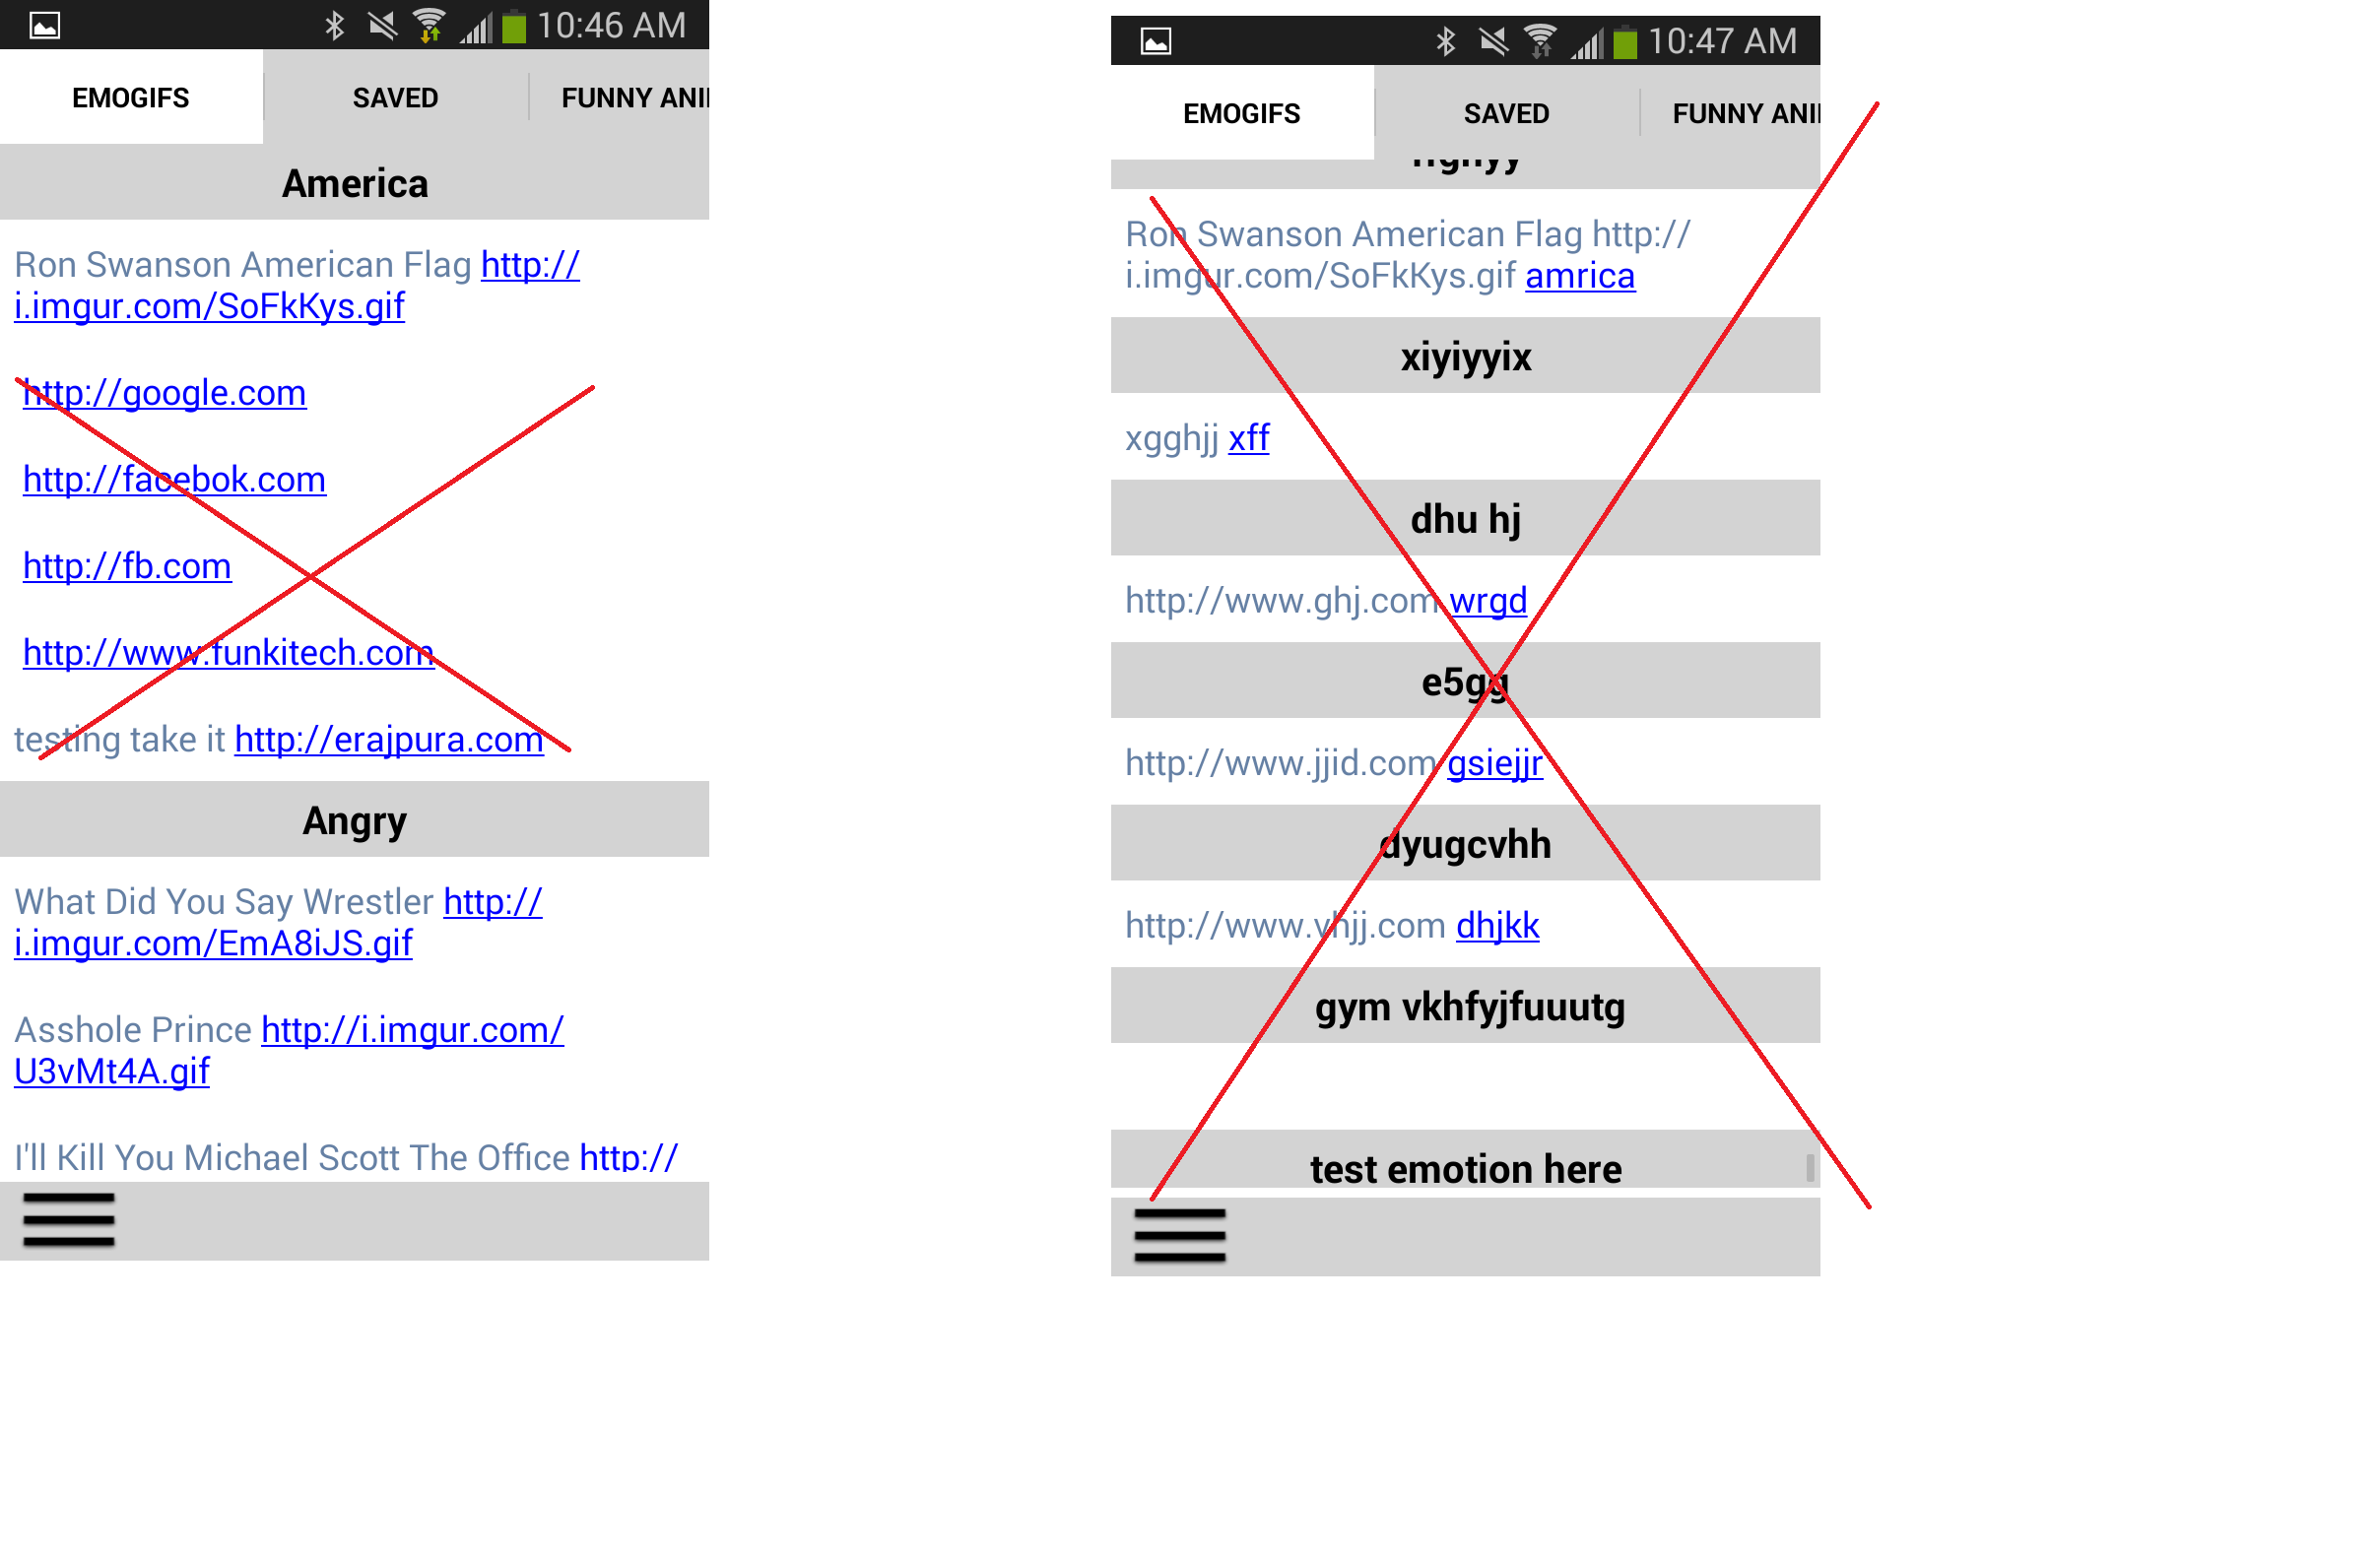 10:46 AM
EMOGIFS SAVED FUNNY ANI
America
Ron Swanson American Flag http://
i.imgur.com/SoFkKys.gif
http://google.com
http://facebok.com
http://fb.com
http://www.funkitech.com
testing take it http://erajpura.com
Angry
What Did You Say Wrestler http://
i.imgur.com/EmA8iJS.gif
Asshole Prince http://i.imgur.com/
U3vMt4A.gif
I'll Kill You Michael Scott The Office http://
10:47 AM
EMOGIFS SAVED FUNNY ANI
Ron Swanson American Flag http://
i.imgur.com/SoFkKys.gif amrica
xiyiyyix
xgghjj xff
dhu hj
http://www.ghj.com wrgd
e5gg
http://www.jjid.com gsiejjr
dyugcvhh
http://www.vhjj.com dhjkk
gym vkhfyjfuuutg
test emotion here